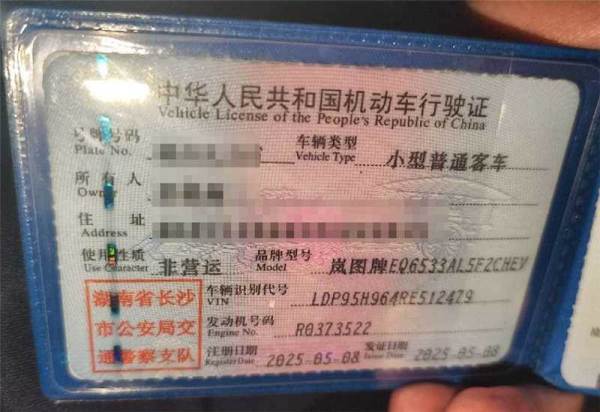 中华人民共和国机动车行驶证
Vehicle License of the People's Republic of China
号牌号码 车辆类型 小型普通客车
Plate No. Vehicle Type
所有人
Owner
住址
Address
使用性质 非营运 品牌型号 岚图牌EQ6533AL5F2CHEV
Use Character Model
湖南省长沙 车辆识别代号 LDP95H964RE512479
VIN
市公安局交 发动机号码 R0373522
Engine No.
通警察支队 注册日期 2025-05-08 发证日期 2025-05-08
Register Date Issue Date